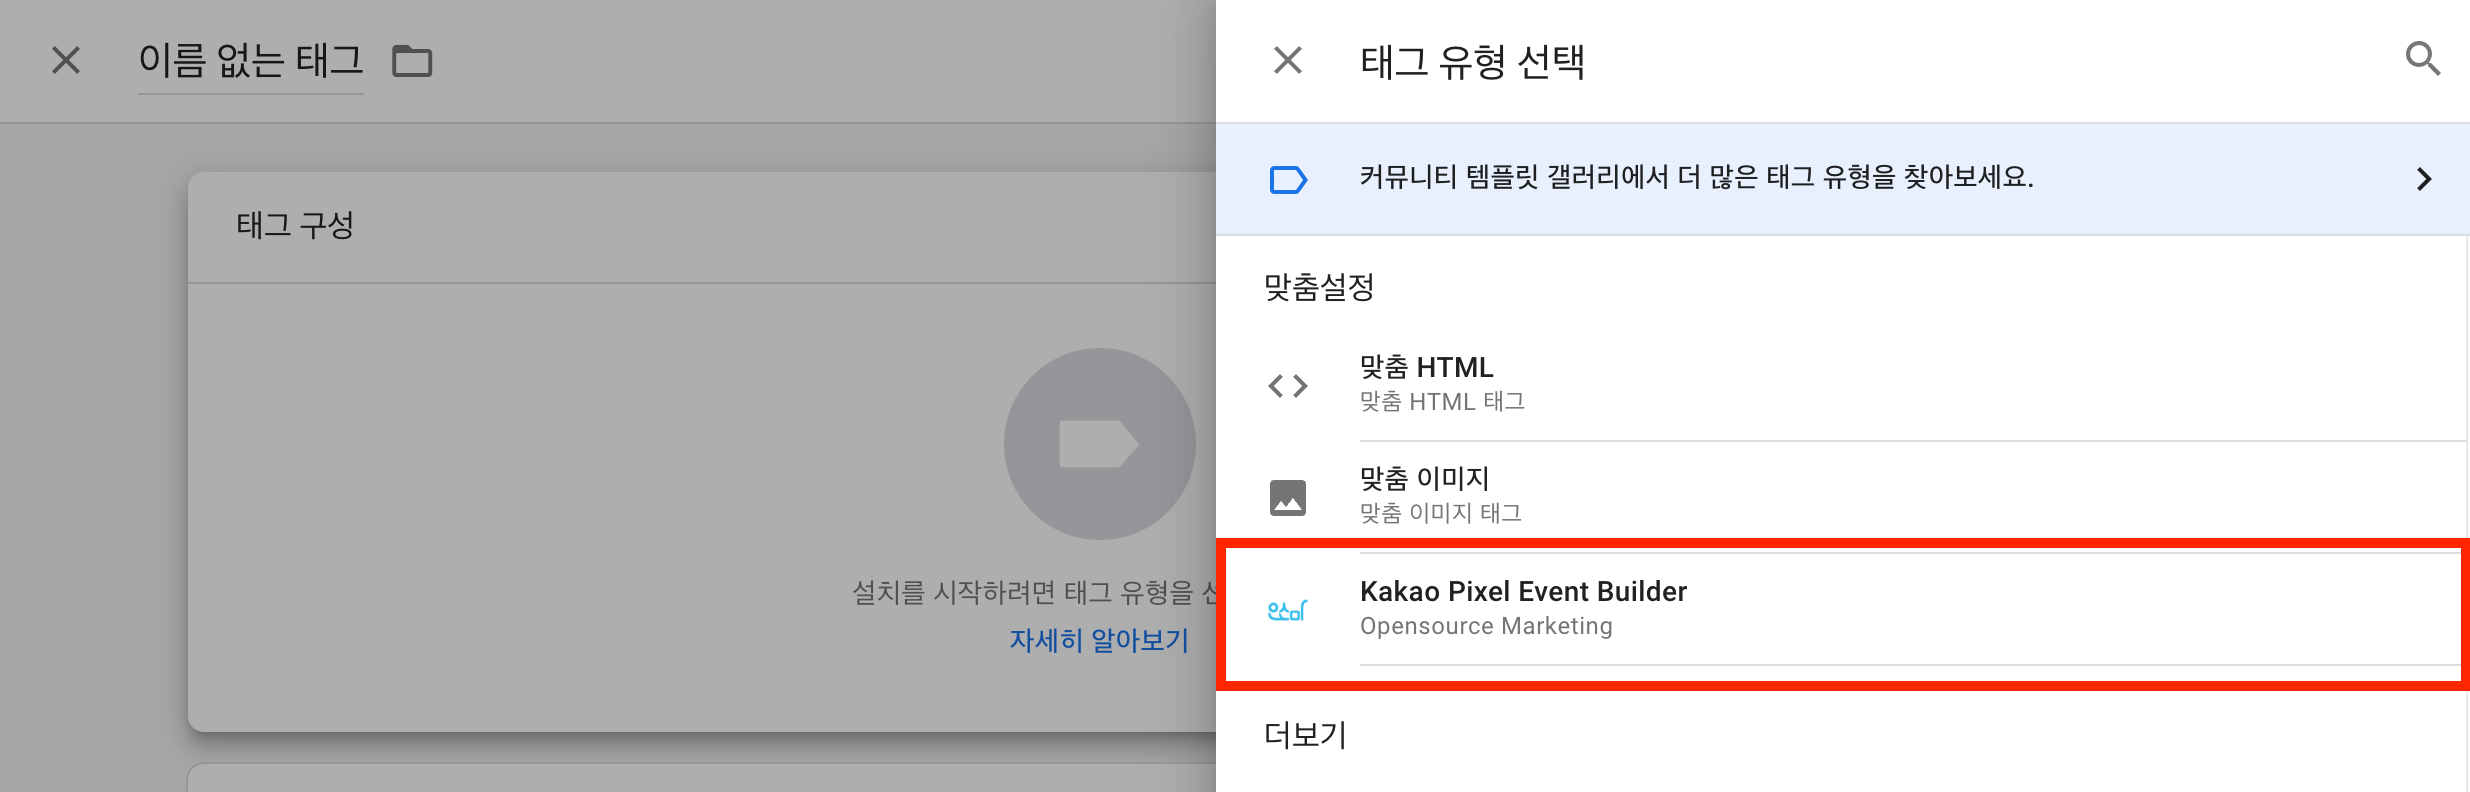 이름 없는 태그
태그 구성
설치를 시작하려면 태그 유형을
자세히 알아보기
태그 유형 선택
커뮤니티 템플릿 갤러리에서 더 많은 태그 유형을 찾아보세요.
맞춤설정
맞춤 HTML
맞춤 HTML 태그
맞춤 이미지
맞춤 이미지 태그
오소마
Kakao Pixel Event Builder
Opensource Marketing
더보기